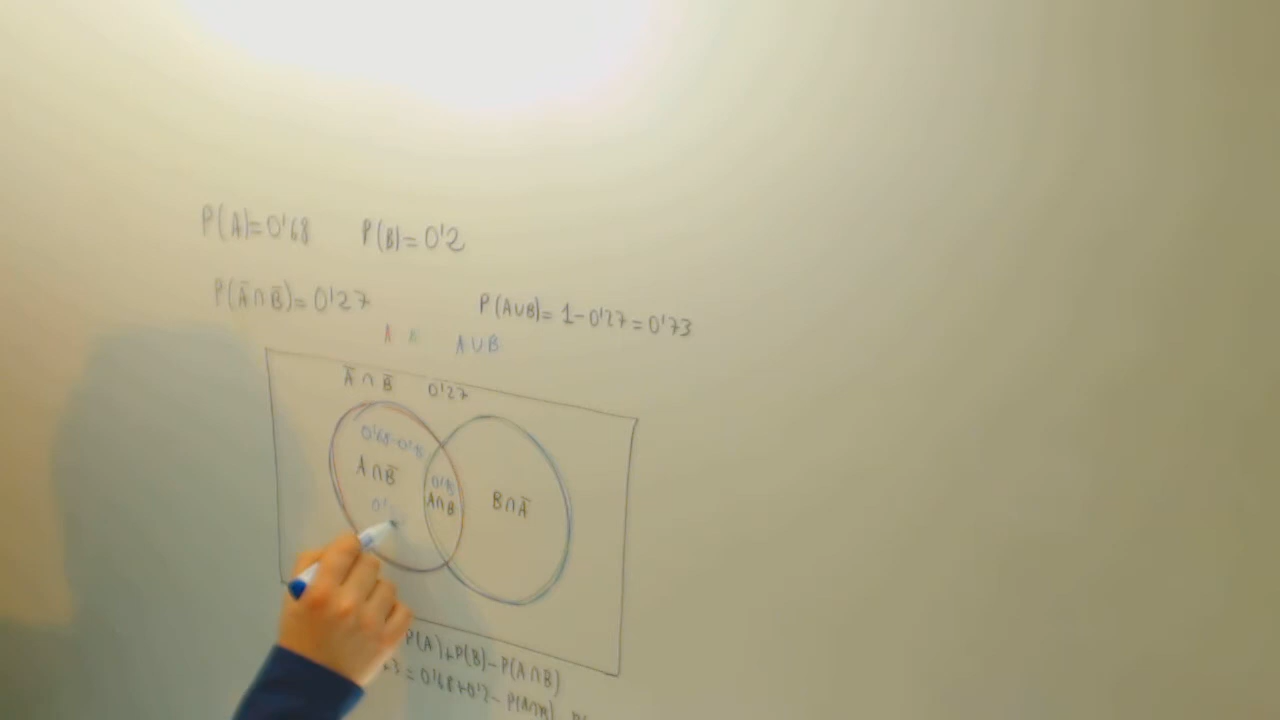 P(A)=0'68 P(B)=0'2
P(A̅∩B̅)=0'27 P(A∪B)= 1-0'27=0'73
A A∪B
A̅∩B̅ 0'27
0'68-0'15
A∩B̅
0'15
A∩B
B∩A̅
0'
P(A)+P(B)-P(A∩B)
=0'68+0'2-P(A∩B)